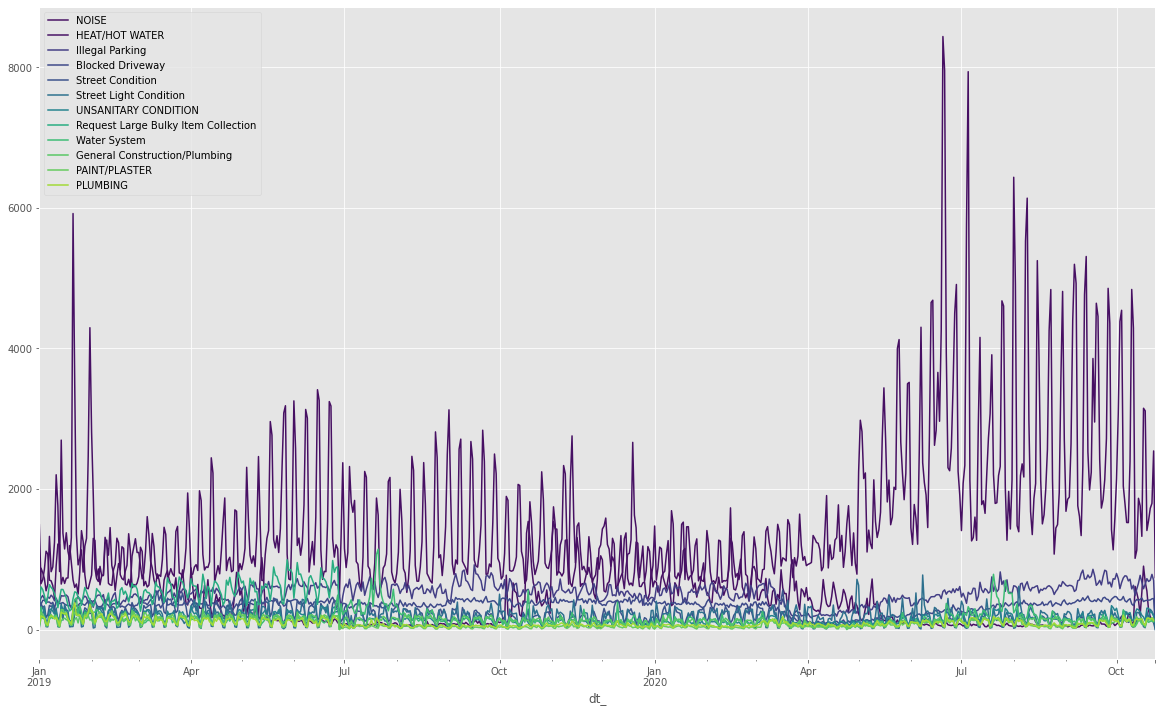 NOISE
HEAT/HOT WATER
Illegal Parking
Blocked Driveway
Street Condition
Street Light Condition
UNSANITARY CONDITION
Request Large Bulky Item Collection
Water System
General Construction/Plumbing
PAINT/PLASTER
PLUMBING
8000
6000
4000
2000
0
Jan Apr Jul Oct Jan Apr Jul Oct
2019 2020
dt_